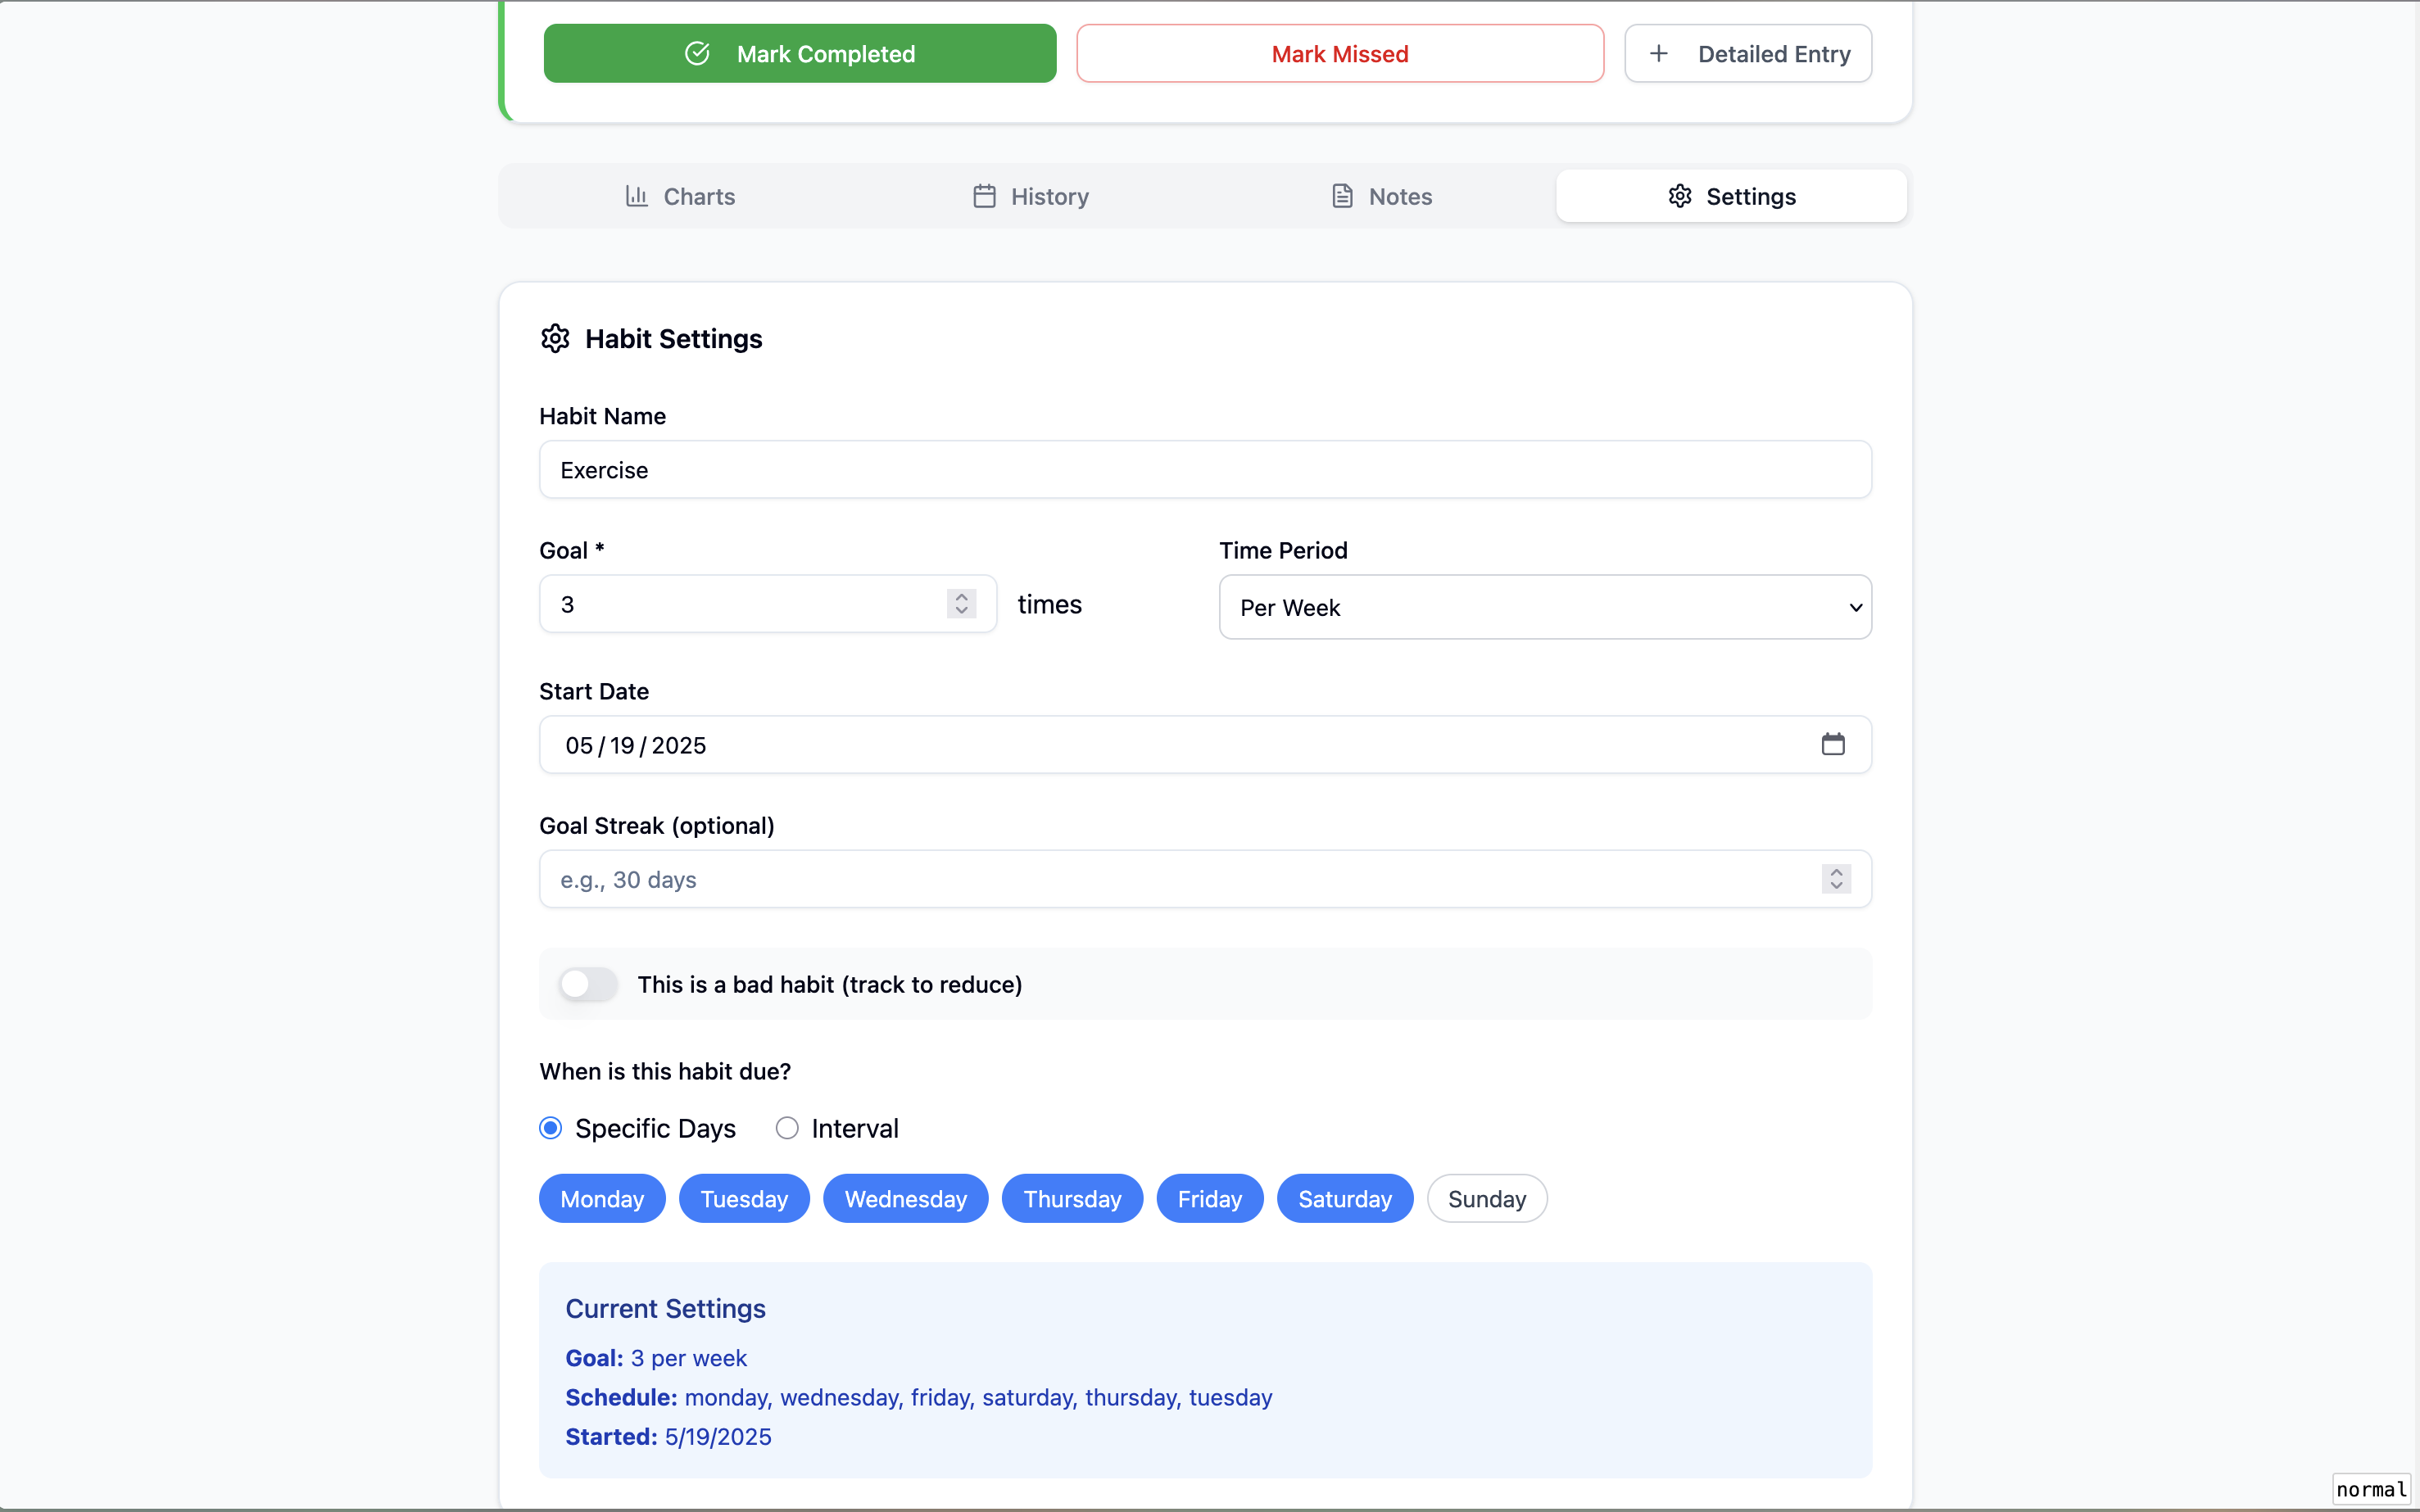 Mark Completed
Mark Missed
Detailed Entry
Charts
History
Notes
Settings
Habit Settings
Habit Name
Exercise
Goal *
Time Period
3
times
Per Week
Start Date
05/19/2025
Goal Streak (optional)
e.g., 30 days
This is a bad habit (track to reduce)
When is this habit due?
Specific Days
Interval
Monday
Tuesday
Wednesday
Thursday
Friday
Saturday
Sunday
Current Settings
Goal: 3 per week
Schedule: monday, wednesday, friday, saturday, thursday, tuesday
Started: 5/19/2025
normal